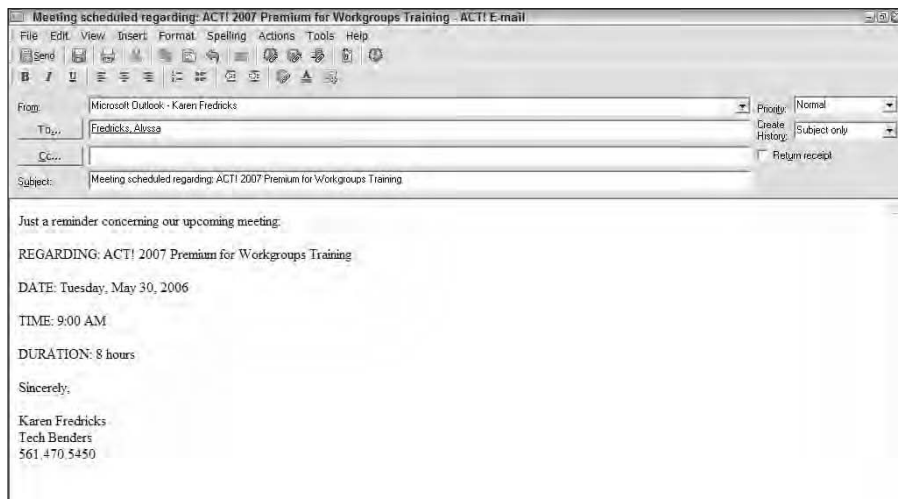 Meeting scheduled regarding: ACT! 2007 Premium for Workgroups Training - ACT! E-mail
File Edit View Insert Format Spelling Actions Tools Help
Send
B I U A
From: Microsoft Outlook - Karen Fredricks Priority: Normal
To... Fredricks, Alyssa Create History: Subject only
Cc... Return receipt
Subject: Meeting scheduled regarding: ACT! 2007 Premium for Workgroups Training
Just a reminder concerning our upcoming meeting:
REGARDING: ACT! 2007 Premium for Workgroups Training
DATE: Tuesday, May 30, 2006
TIME: 9:00 AM
DURATION: 8 hours
Sincerely,
Karen Fredricks
Tech Benders
561.470.5450